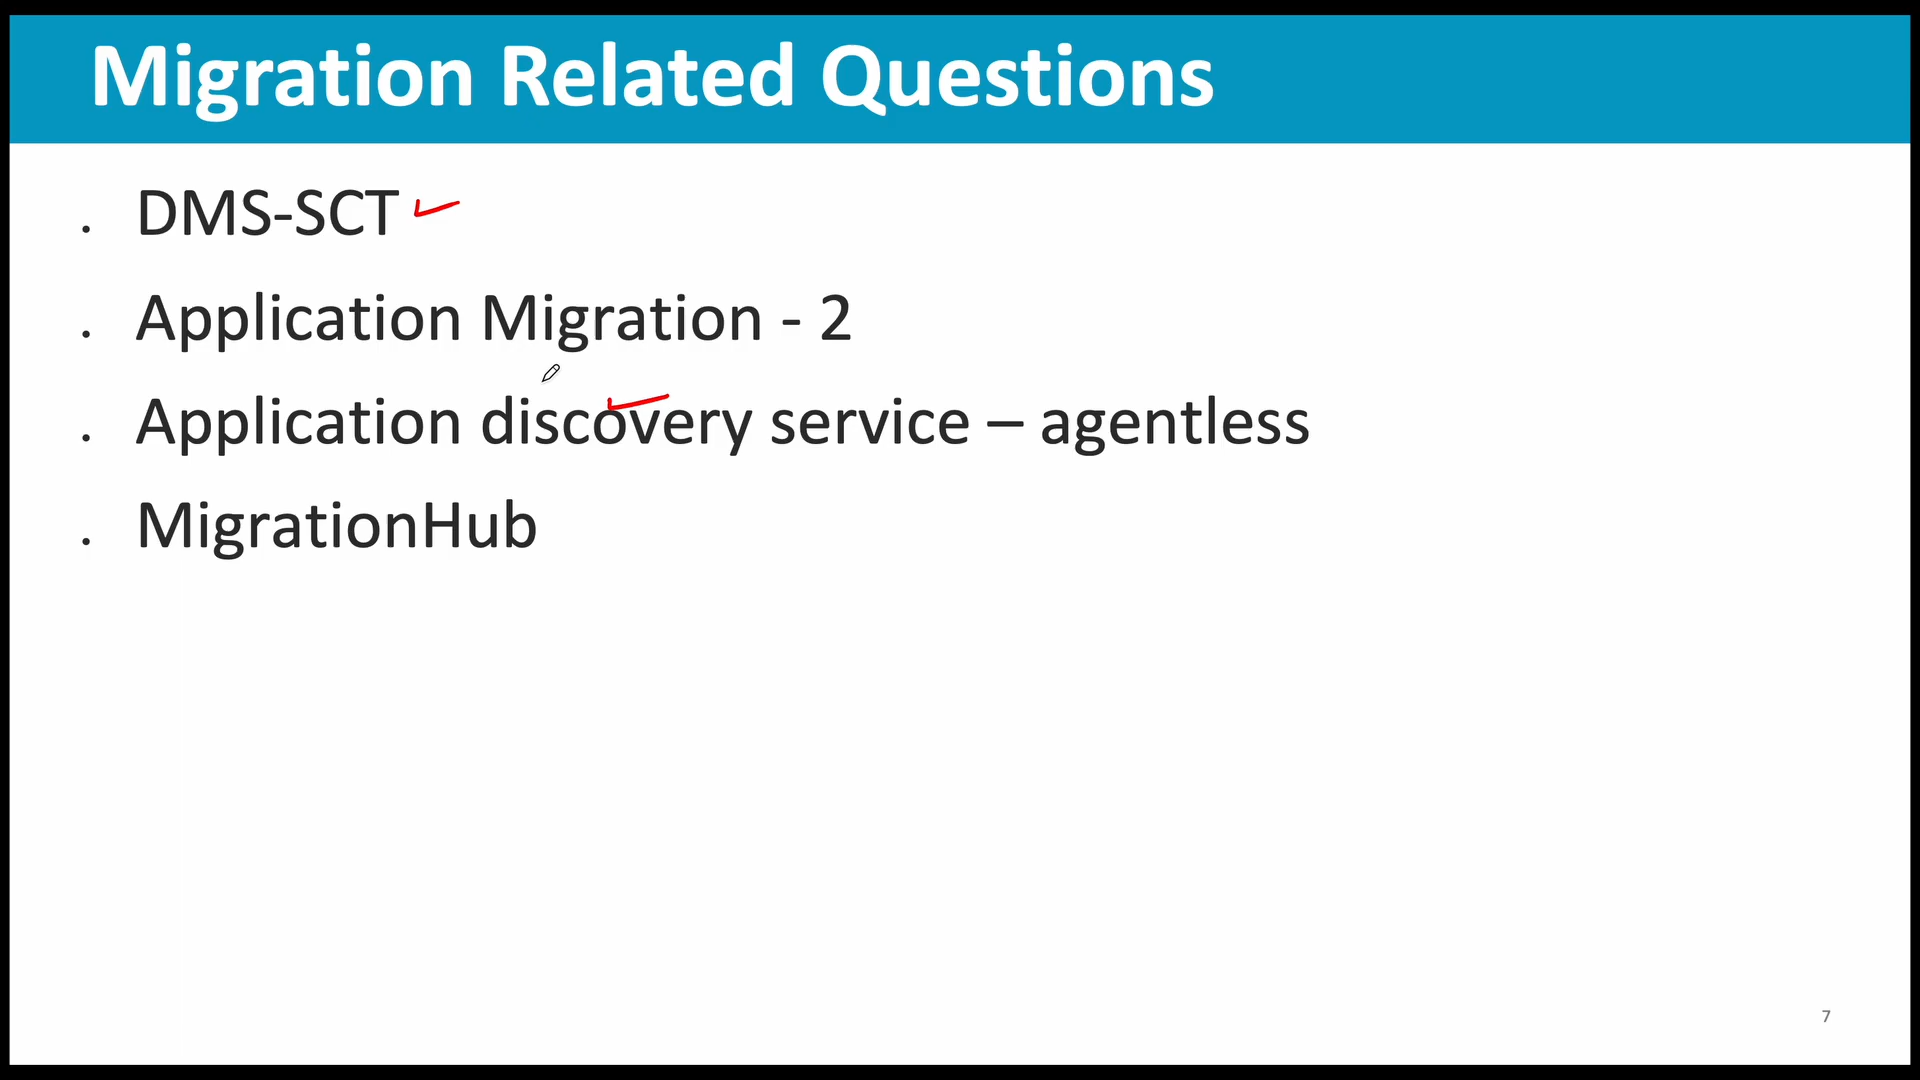 Migration Related Questions
. DMS-SCT
. Application Migration - 2
. Application discovery service – agentless
. MigrationHub
7